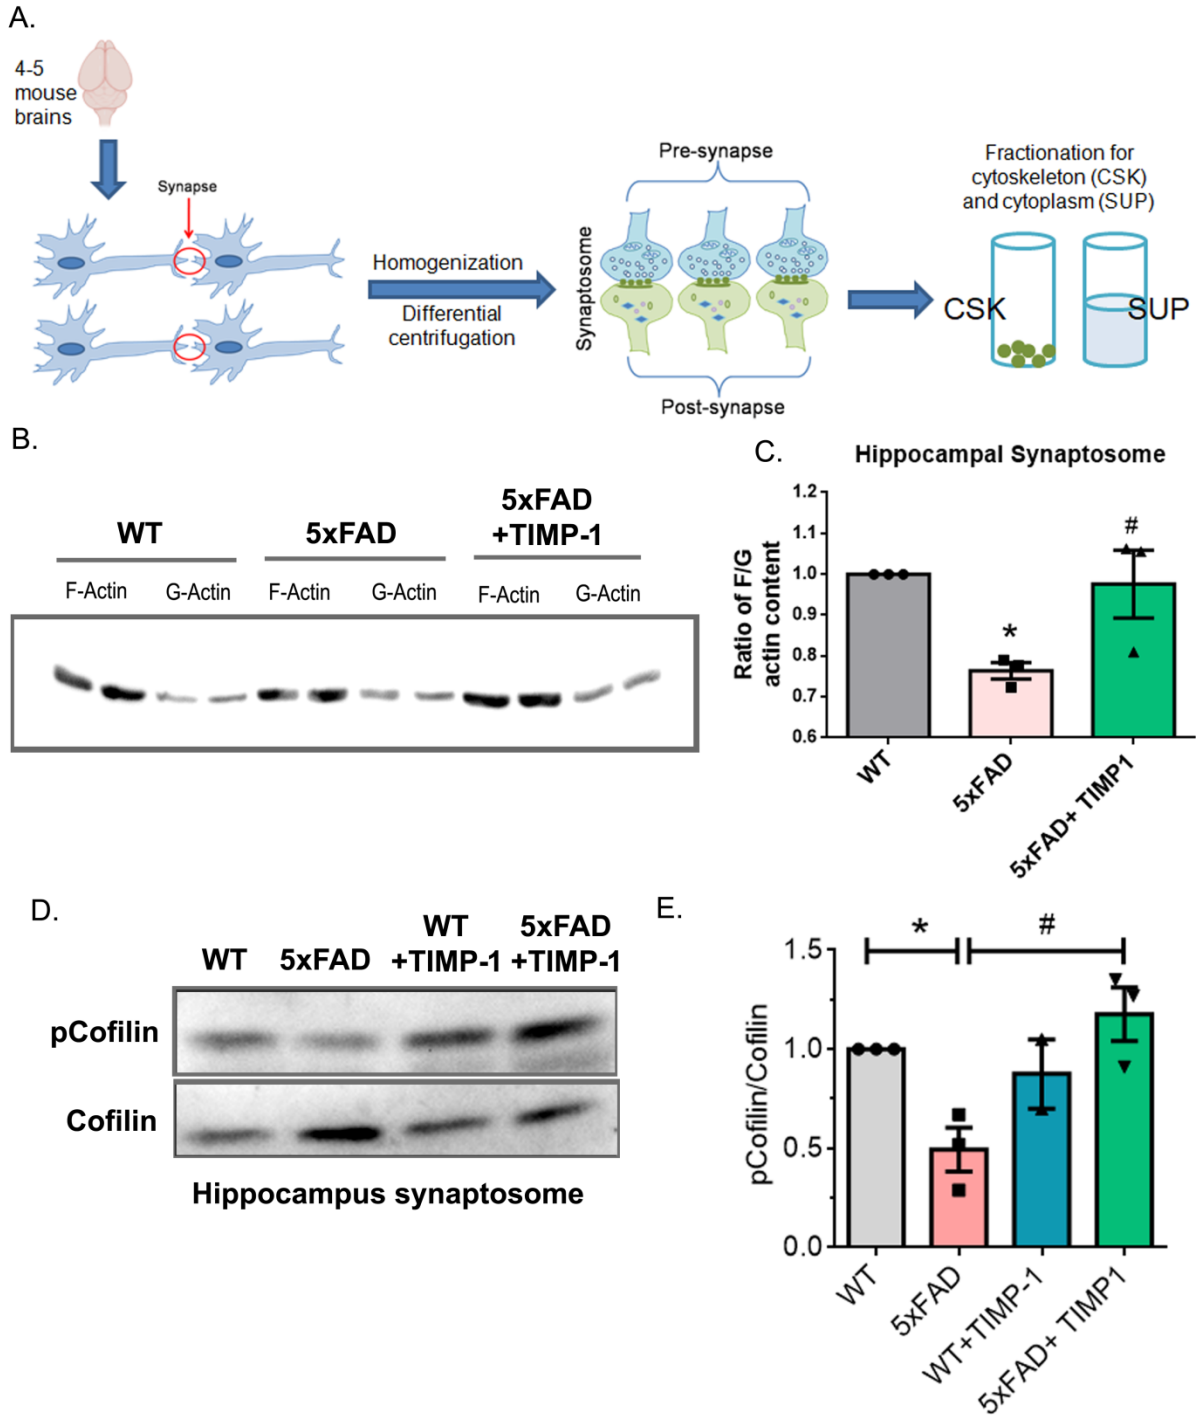 A.
4-5
mouse
brains
Synapse
Homogenization
Differential
centrifugation
Synaptosome
Pre-synapse
Post-synapse
Fractionation for
cytoskeleton (CSK)
and cytoplasm (SUP)
CSK
SUP
B.
WT
5xFAD
5xFAD
+TIMP-1
F-Actin
G-Actin
F-Actin
G-Actin
F-Actin
G-Actin
C.
Hippocampal Synaptosome
Ratio of F/G
actin content
1.2
1.1
1.0
0.9
0.8
0.7
0.6
*
#
WT
5xFAD
5xFAD+ TIMP1
D.
WT
5xFAD
WT
+TIMP-1
5xFAD
+TIMP-1
pCofilin
Cofilin
Hippocampus synaptosome
E.
pCofilin/Cofilin
1.5
1.0
0.5
0.0
*
#
WT
5xFAD
WT+TIMP-1
5xFAD+ TIMP1